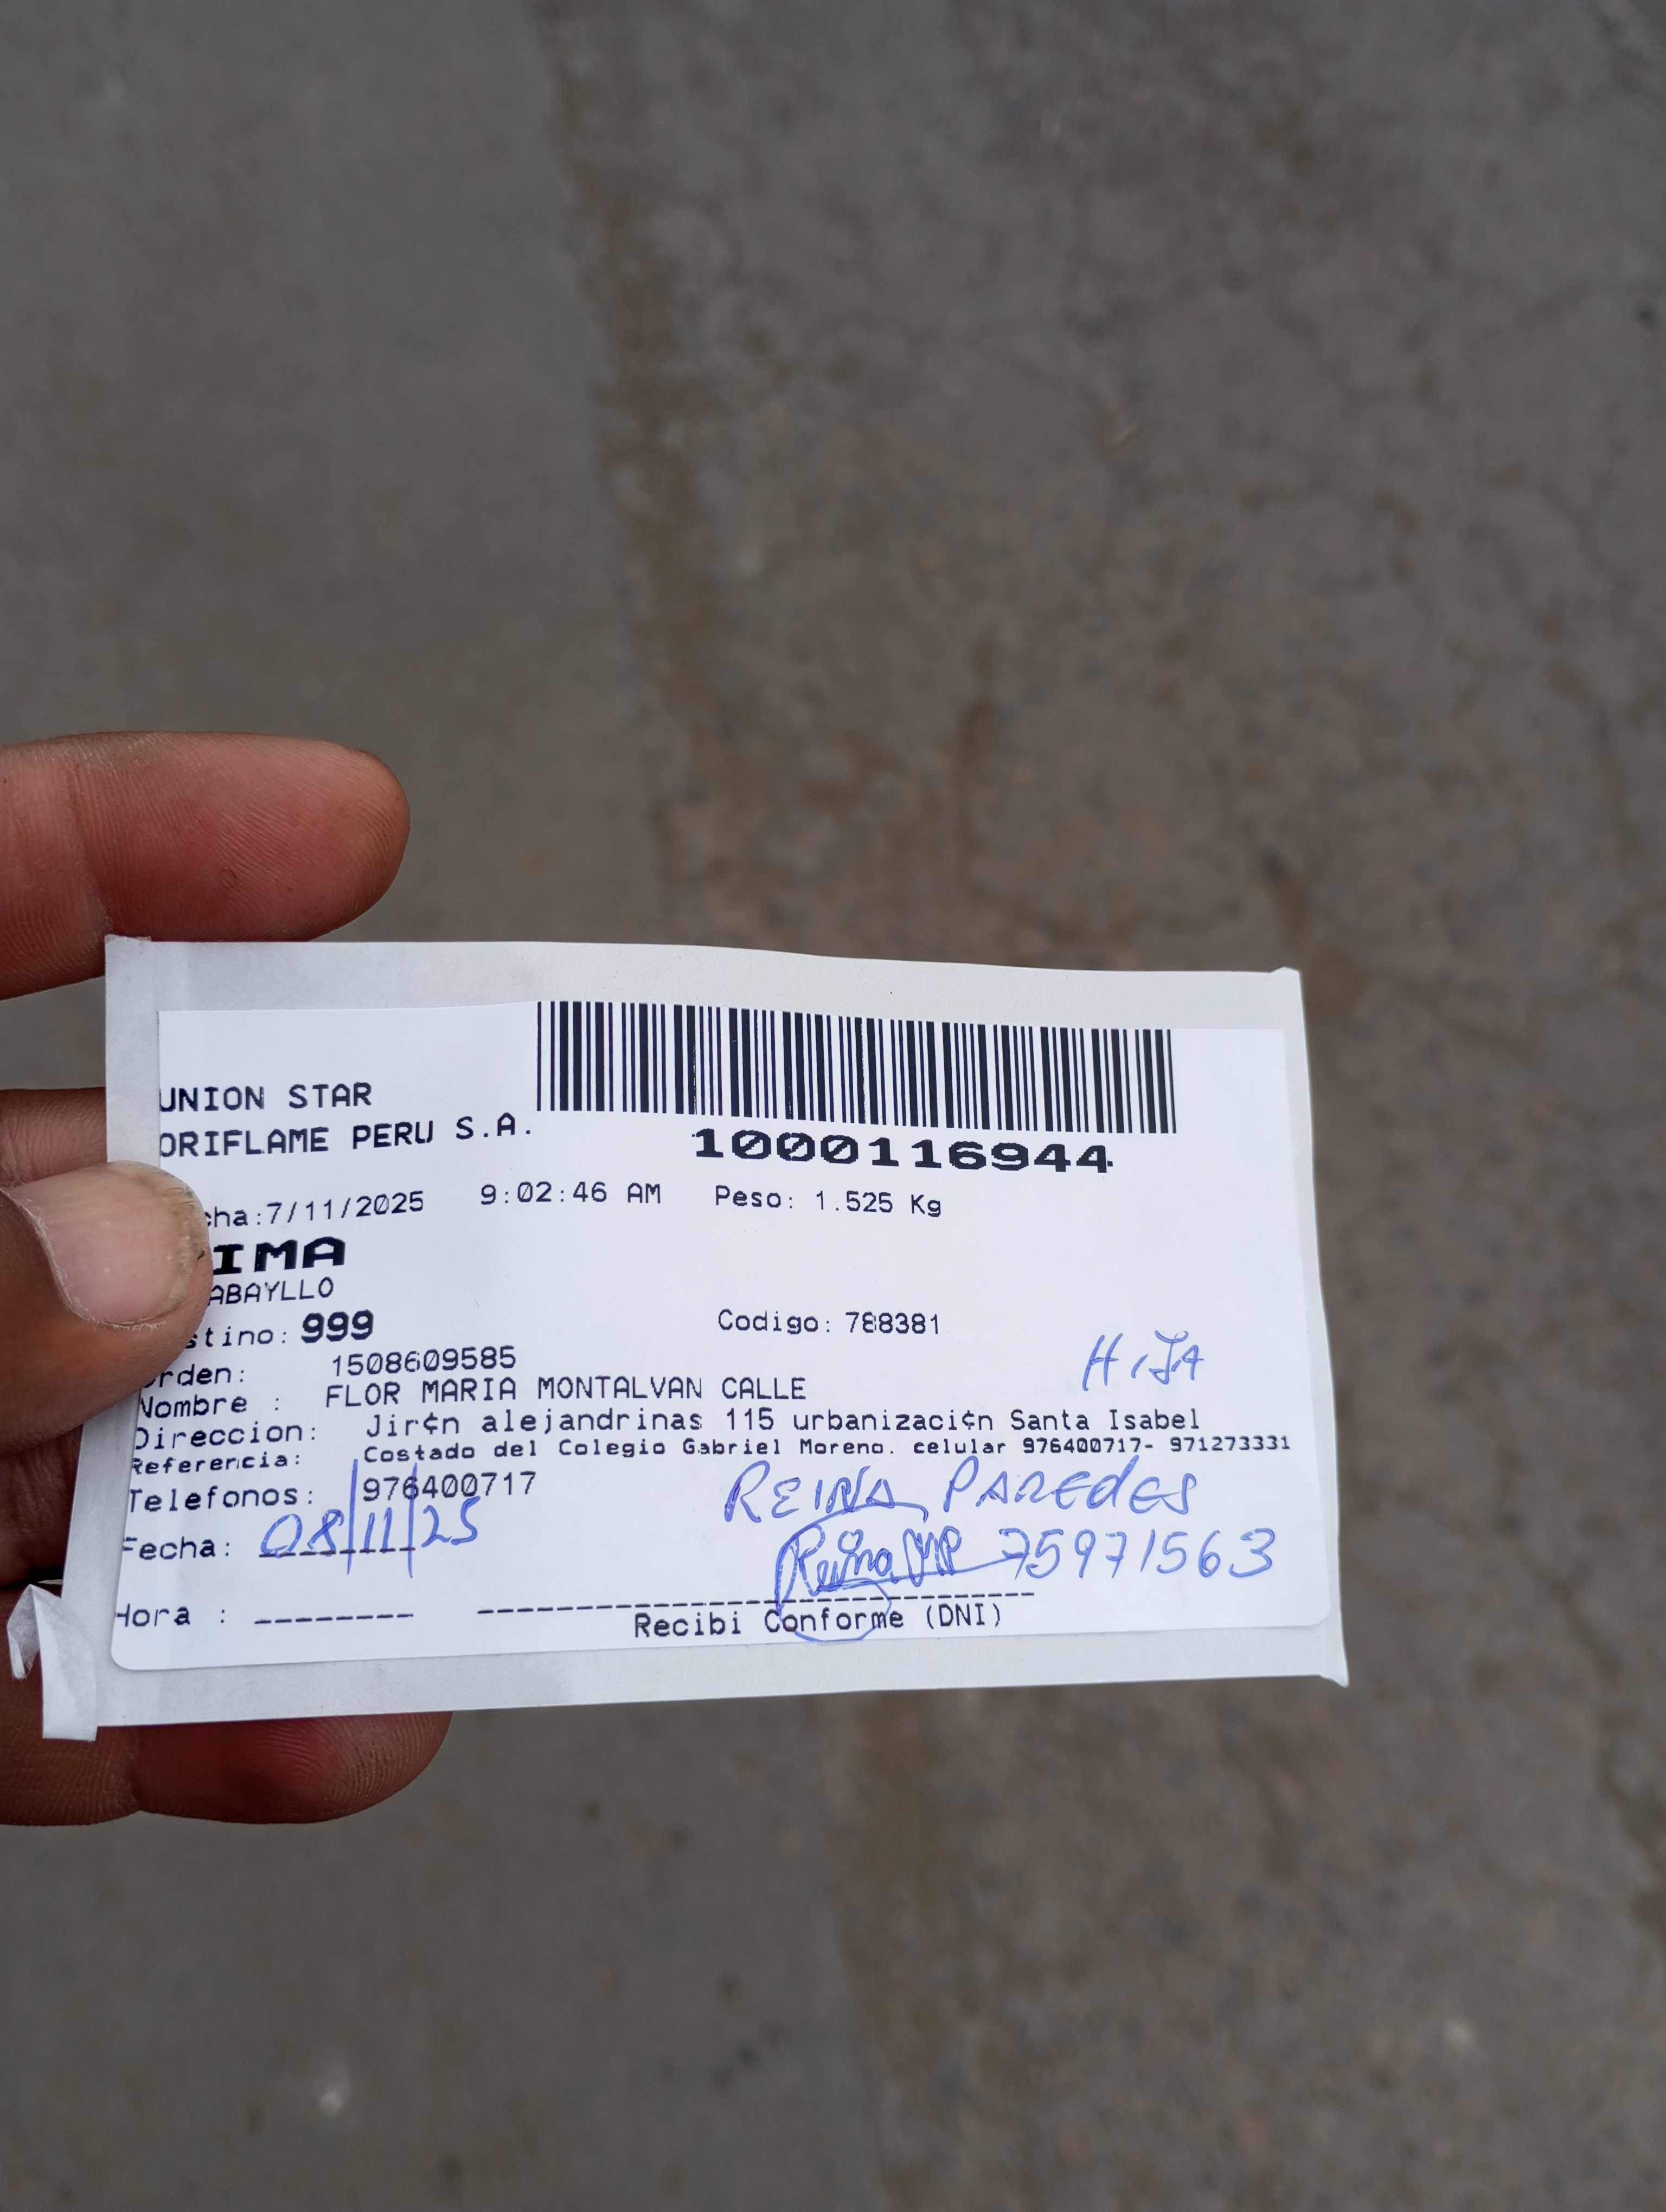 UNION STAR
ORIFLAME PERU S.A.
1000116944
cha:7/11/2025 9:02:46 AM Peso: 1.525 Kg
IMA
ABAYLLO
stino: 999 Codigo: 788381
rden: 1508609585
HIJA
Nombre : FLOR MARIA MONTALVAN CALLE
Direccion: Jir¢n alejandrinas 115 urbanizaci¢n Santa Isabel
Referencia: Costado del Colegio Gabriel Moreno. celular 976400717- 971273331
Telefonos: 976400717
REINA PAREdES
Fecha: 08/11/25
Reina MP 75971563
Hora : --------
Recibi Conforme (DNI)